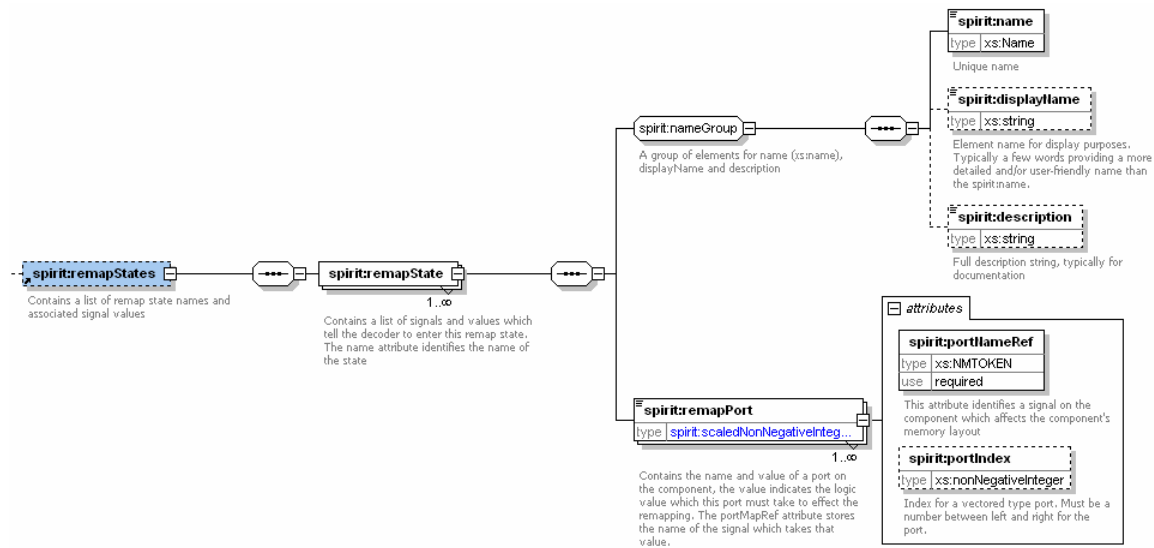 spirit:name
type xs:Name
Unique name
spirit:displayName
type xs:string
Element name for display purposes.
Typically a few words providing a more
detailed and/or user-friendly name than
the spirit:name.
spirit:nameGroup
A group of elements for name (xs:name),
displayName and description
spirit:description
type xs:string
Full description string, typically for
documentation
spirit:remapStates
Contains a list of remap state names and
associated signal values
spirit:remapState
1..∞
Contains a list of signals and values which
tell the decoder to enter this remap state.
The name attribute identifies the name of
the state
attributes
spirit:portNameRef
type xs:NMTOKEN
use required
This attribute identifies a signal on the
component which affects the component's
memory layout
spirit:remapPort
type spirit:scaledNonNegativeInteg...
1..∞
Contains the name and value of a port on
the component, the value indicates the logic
value which this port must take to effect the
remapping. The portMapRef attribute stores
the name of the signal which takes that
value.
spirit:portIndex
type xs:nonNegativeInteger
Index for a vectored type port. Must be a
number between left and right for the
port.